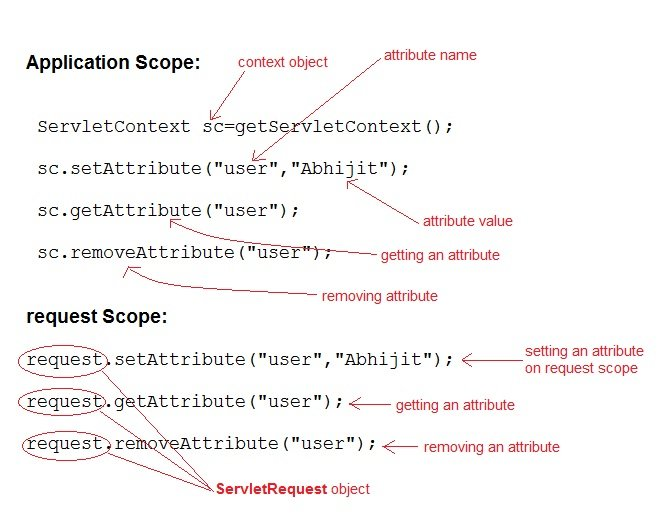 Application Scope:
context object
attribute name
ServletContext sc=getServletContext();
sc.setAttribute("user","Abhijit");
sc.getAttribute("user");
attribute value
sc.removeAttribute("user");
getting an attribute
removing attribute
request Scope:
request.setAttribute("user","Abhijit");
setting an attribute
on request scope
request.getAttribute("user");
getting an attribute
request.removeAttribute("user");
removing an attribute
ServletRequest object